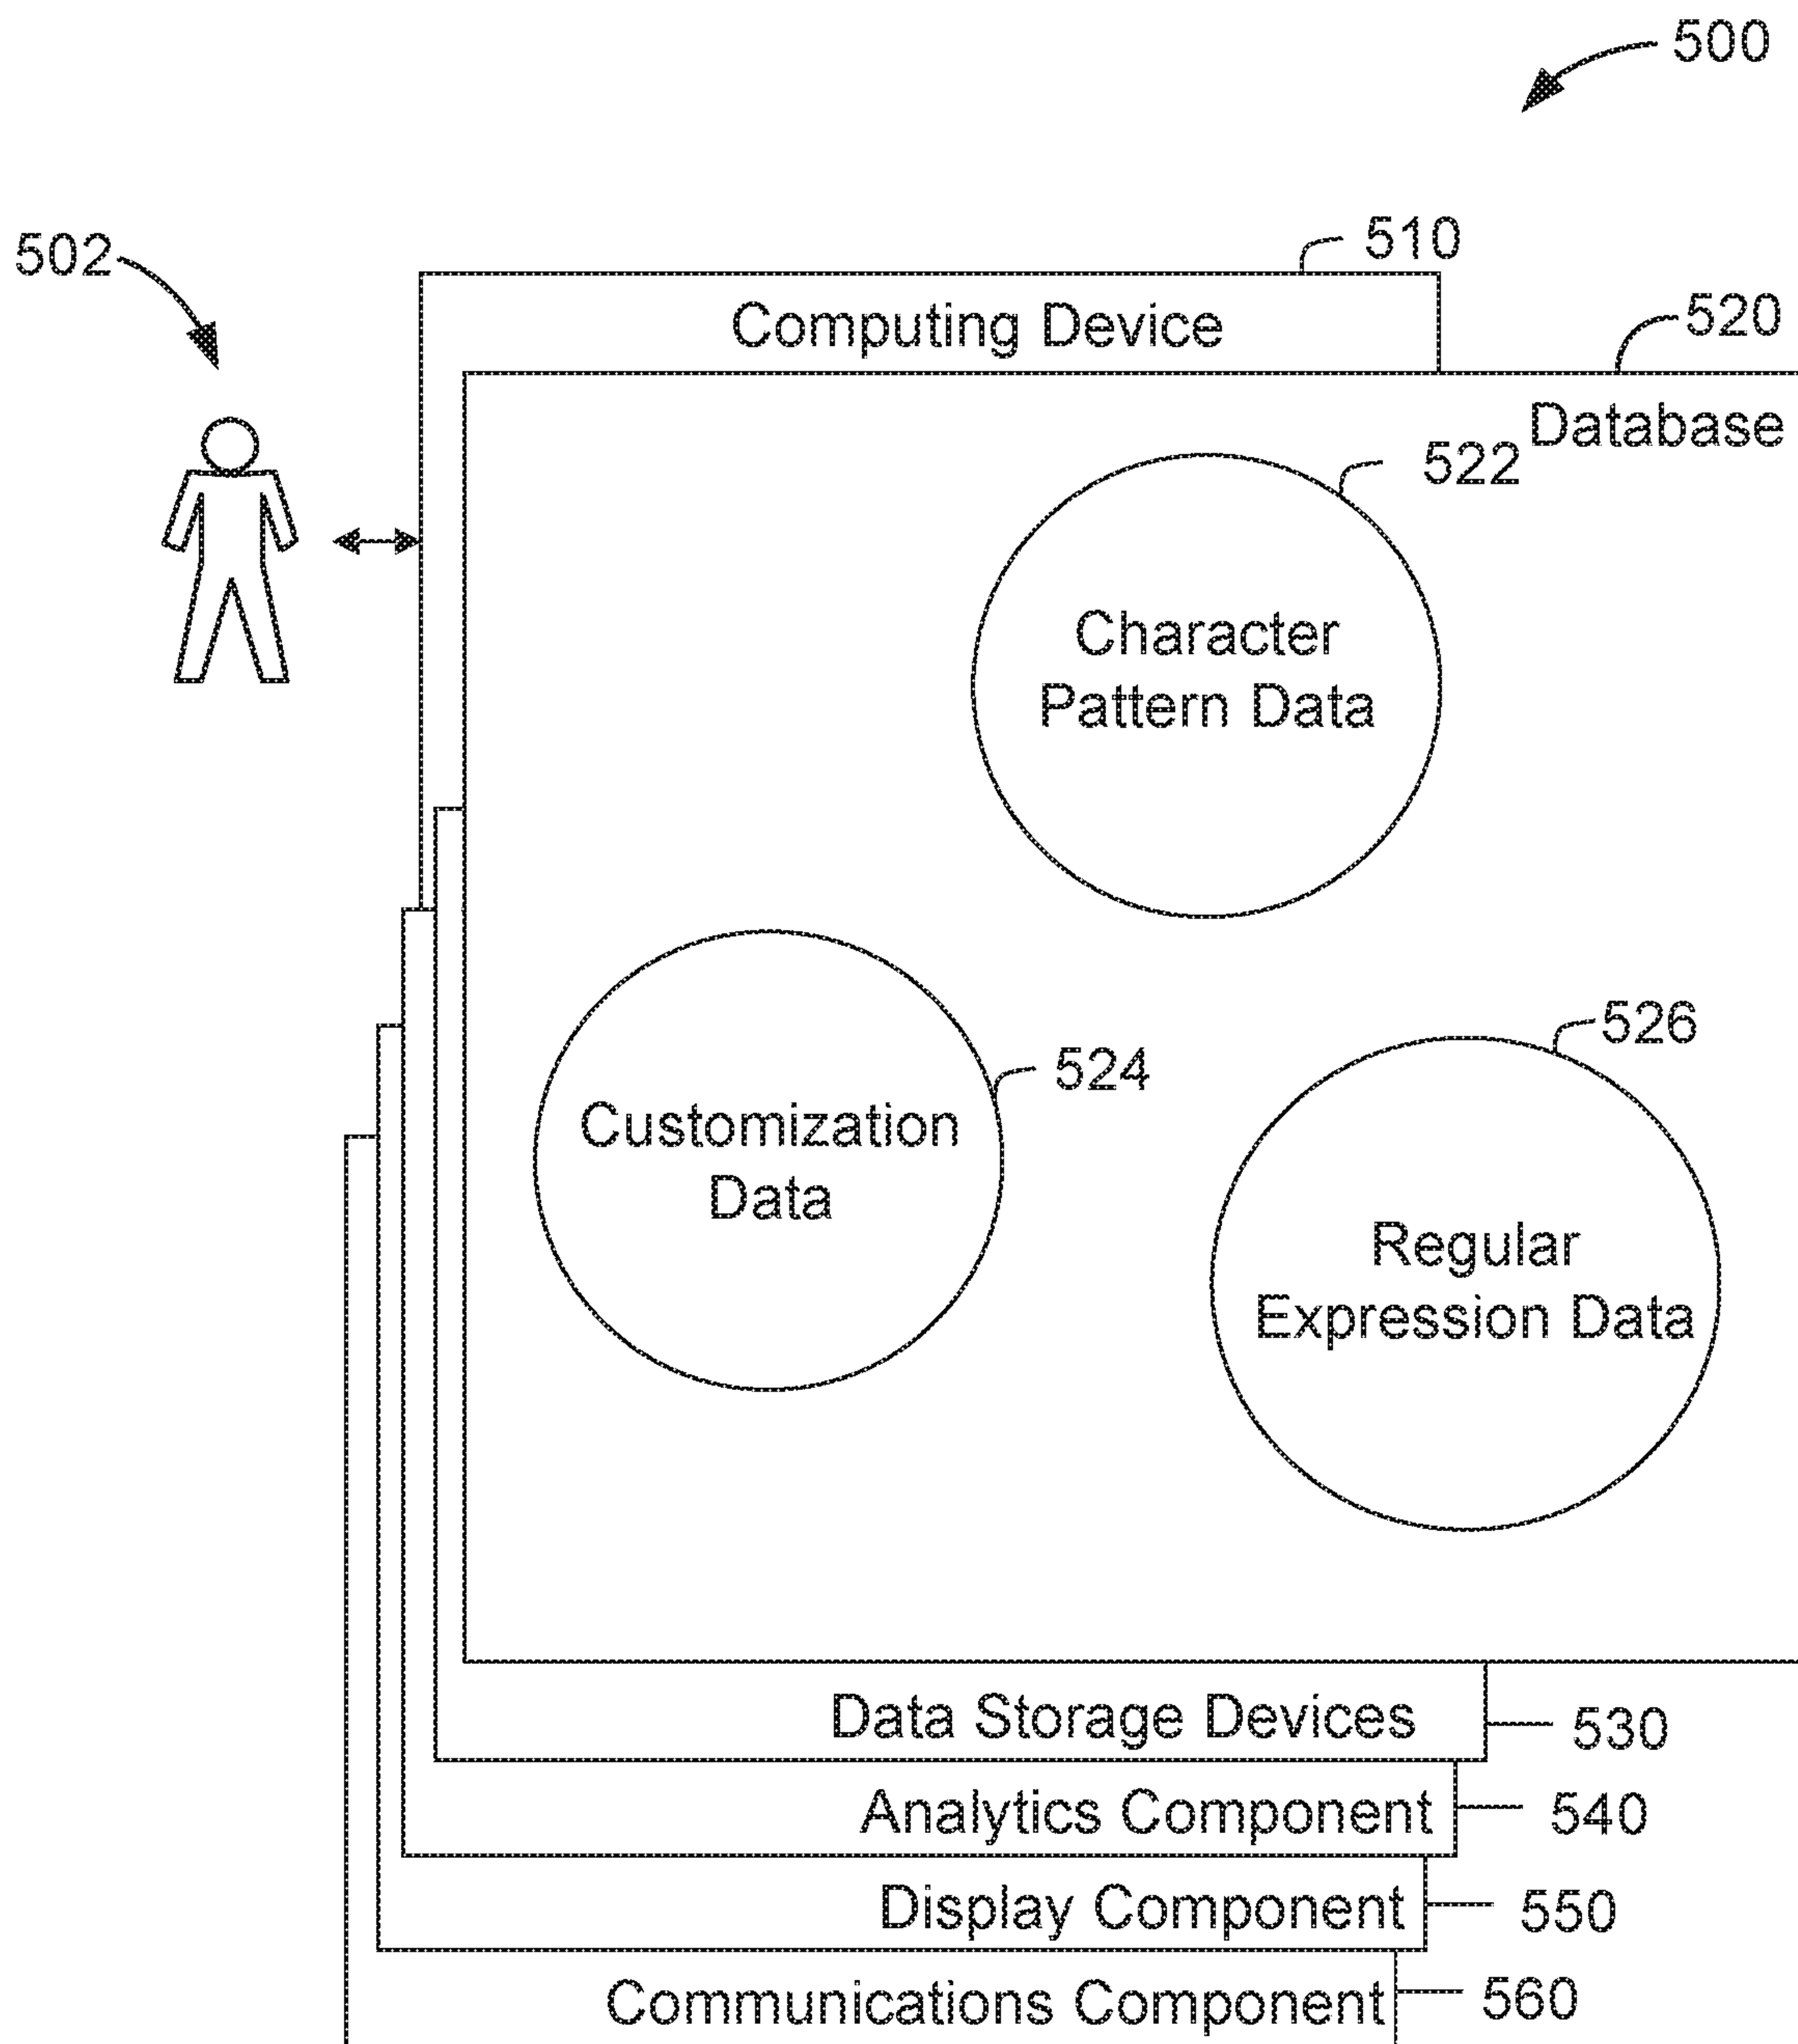 500
502
510
Computing Device
520
Database
522
Character
Pattern Data
526
524
Customization
Data
Regular
Expression Data
Data Storage Devices
530
Analytics Component
540
Display Component
550
Communications Component
560